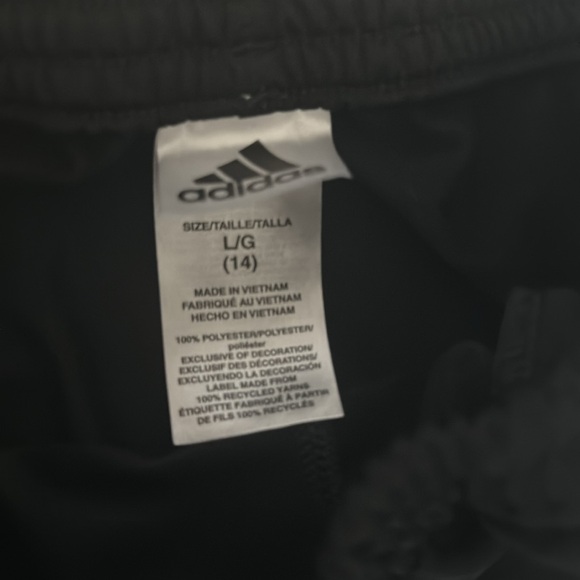 adidas
SIZE/TAILLE/TALLA
L/G
(14)
MADE IN VIETNAM
FABRIQUÉ AU VIETNAM
HECHO EN VIETNAM
100% POLYESTER/POLYESTER/
poliéster
EXCLUSIVE OF DECORATION/
EXCLUSIF DES DÉCORATIONS/
EXCLUYENDO LA DECORACIÓN
LABEL MADE FROM
100% RECYCLED YARNS
ÉTIQUETTE FABRIQUÉ À PARTIR
DE FILS 100% RECYCLÉS